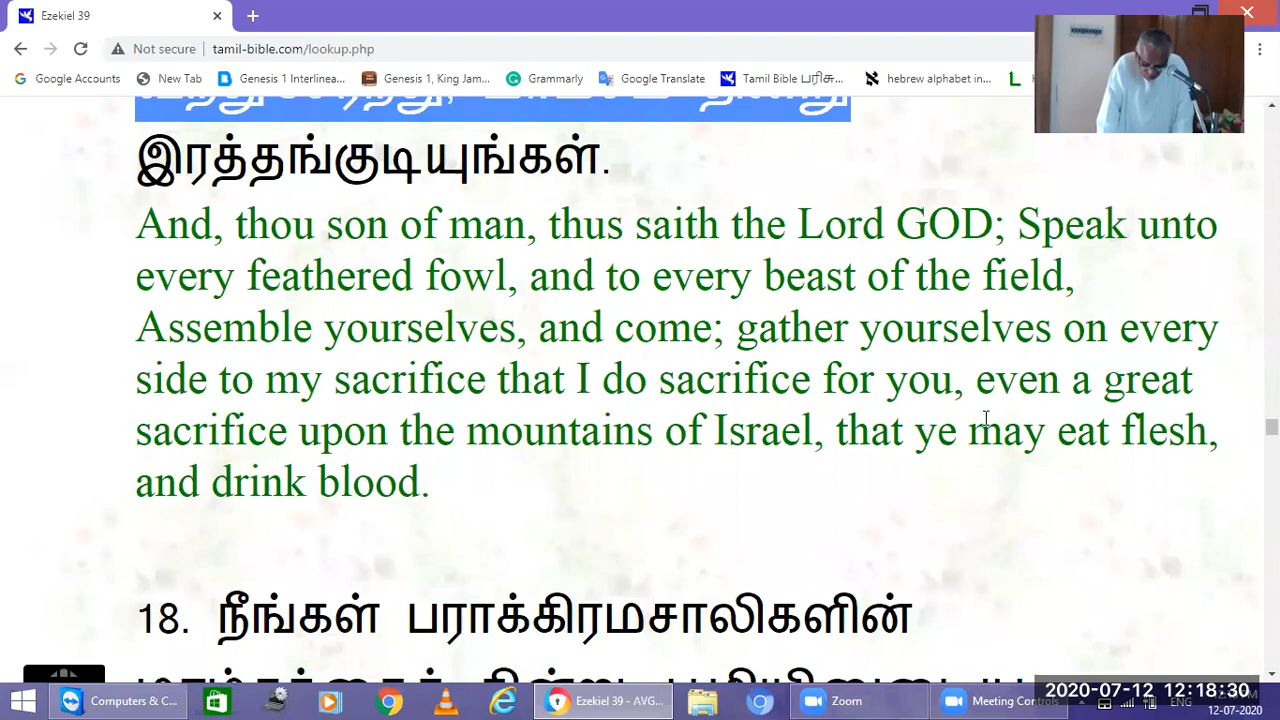 Ezekiel 39
Not secure | tamil-bible.com/lookup.php
Google Accounts New Tab Genesis 1 Interlinea... Genesis 1, King Jam... Grammarly Google Translate Tamil Bible பரிசு... hebrew alphabet in...
இரத்தங்குடியுங்கள்.
And, thou son of man, thus saith the Lord GOD; Speak unto
every feathered fowl, and to every beast of the field,
Assemble yourselves, and come; gather yourselves on every
side to my sacrifice that I do sacrifice for you, even a great
sacrifice upon the mountains of Israel, that ye may eat flesh,
and drink blood.
18. நீங்கள் பராக்கிரமசாலிகளின்
Computers & C... Ezekiel 39 - AVG... Zoom Meeting Controls ENG
2020-07-12 12:18:30
12-07-2020